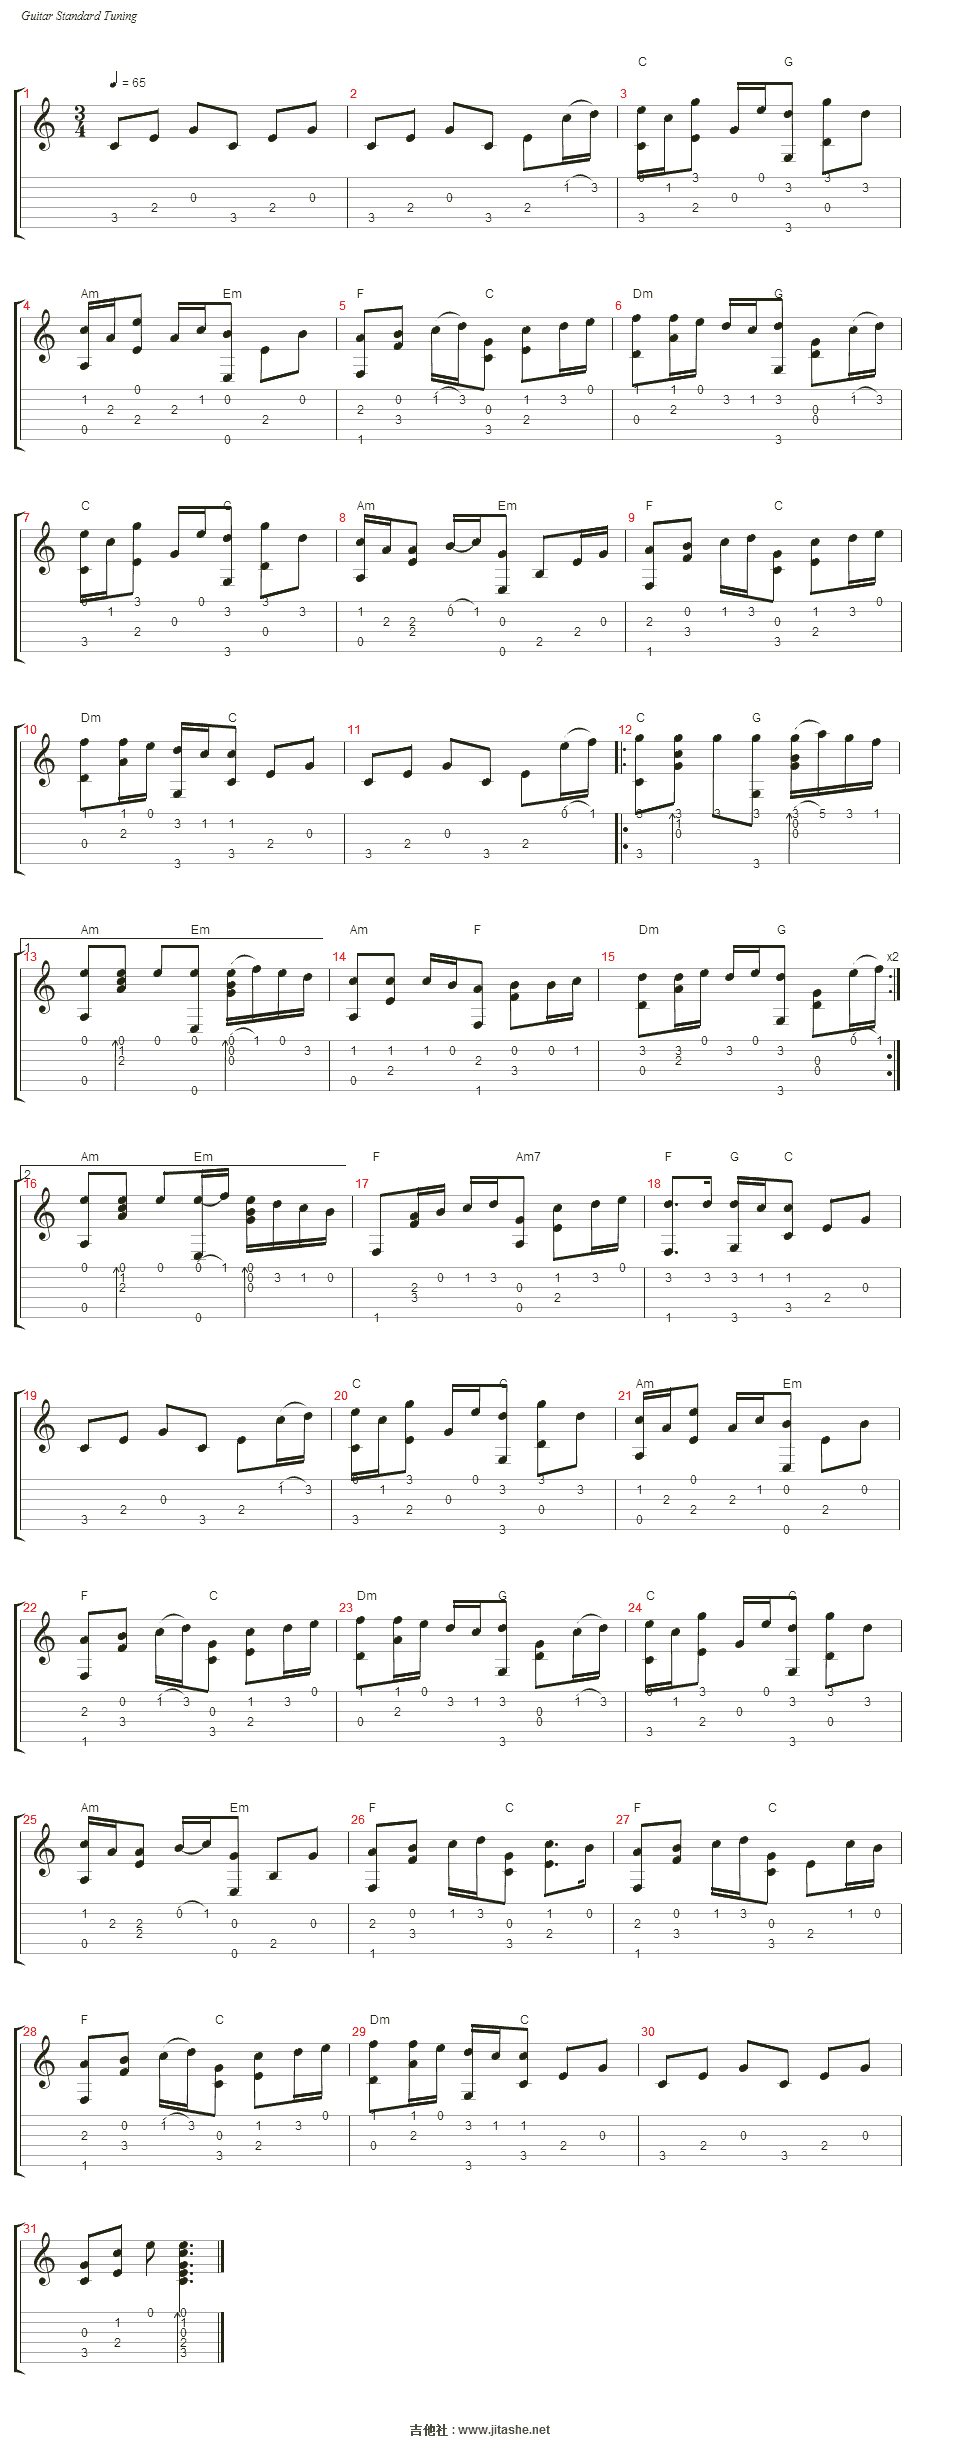 Guitar Standard Tuning
= 65
C G
1 2 3
3 4
0 3 0 3
1 3 1 3 3
0 0 0
2 2 2 2 0
3 3 3 3 3
3
Am Em F C Dm G
4 5 6
0 0 1 1 0
1 1 0 0 0 1 3 1 3 3 1 3 1 3
2 2 2 0 2 0
2 2 3 2 0 0
0 3
0 1 3
C G Am Em F C
7 8 9
0 3 0 3 0
1 3 3 1 0 1 0 1 3 1 3
0 2 2 0 0 2 0
2 0 2 2 3 2
3 0 2 3
3 0 1
Dm C C G
10 11 12
1 1 0 0 1 3 3 3 3 3 5 3 1
3 1 1 1 0
2 0 0 0 0
0 2 2 2
3 3 3 3
3 3
1
Am Em Am F Dm G
13 14 15 x2
0 0 0 0 0 1 0 0 0 0 1
1 0 3 1 1 1 0 0 0 1 3 3 3 3
2 0 2 2 0
2 3 0 0
0 0
0 1 3
2
Am Em F Am7 F G C
16 17 18
0 0 0 0 1 0 0
1 0 3 1 0 0 1 3 1 3 3 3 3 1 1
2 0 2 0 0
3 2 2
0 0 3
0 1 1 3
C G Am Em
19 20 21
0 3 0 3 0
1 3 1 3 3 1 1 0 0
0 0 2 2
2 2 2 0 2 2
3 3 3 0
3 0
F C Dm G C G
22 23 24
0 1 1 0 0 3 0 3
0 1 3 1 3 3 1 3 1 3 1 3 3
2 0 2 0 0
3 2 0 0 2 0
3 3
1 3 3
Am Em F C F C
25 26 27
1 0 1 0 1 3 1 0 0 1 3 1 0
2 2 0 0 2 0 2 0
2 3 2 3 2
0 2 3 3
0 1 1
F C Dm C
28 29 30
0 1 1 0
0 1 3 1 3 3 1 1
2 0 2 0 0 0
3 2 0 2 2 2
3 3 3 3
1 3
31
0 0
1 1
0 0
2 2
3 3
吉他社 : www.jitashe.net